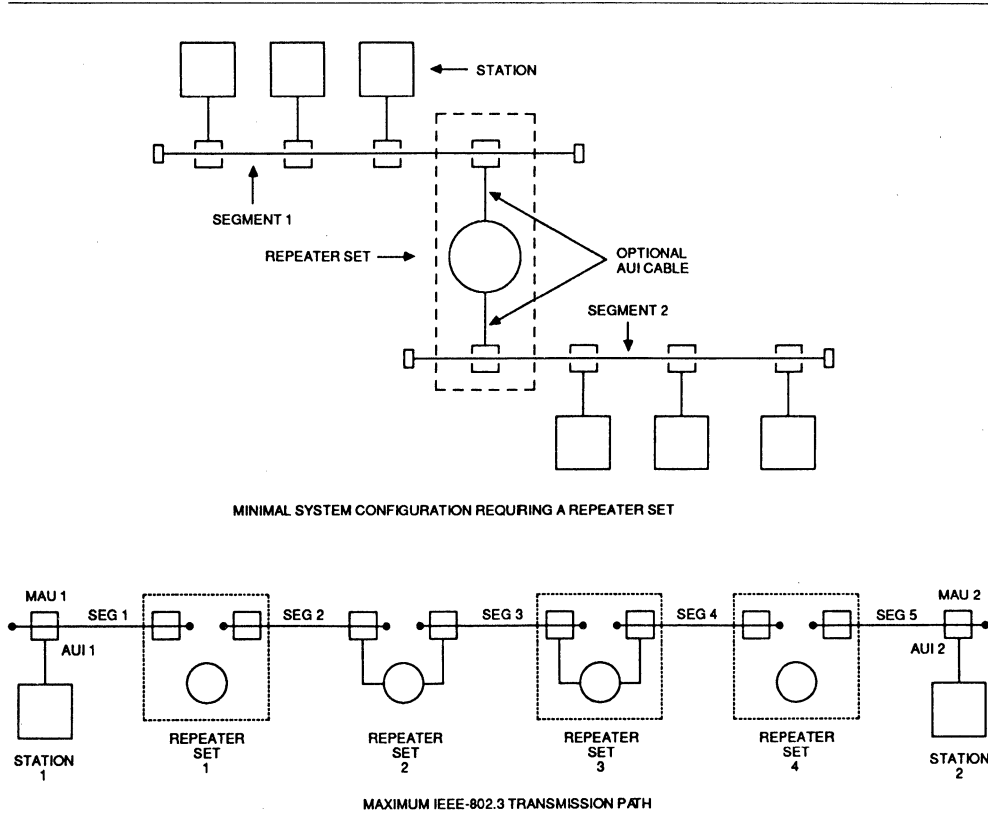 STATION
SEGMENT 1
REPEATER SET
OPTIONAL
AUI CABLE
SEGMENT 2
MINIMAL SYSTEM CONFIGURATION REQUIRING A REPEATER SET
MAU 1
SEG 1
SEG 2
SEG 3
SEG 4
SEG 5
MAU 2
AUI 1
AUI 2
STATION
1
REPEATER
SET
1
REPEATER
SET
2
REPEATER
SET
3
REPEATER
SET
4
STATION
2
MAXIMUM IEEE-802.3 TRANSMISSION PATH